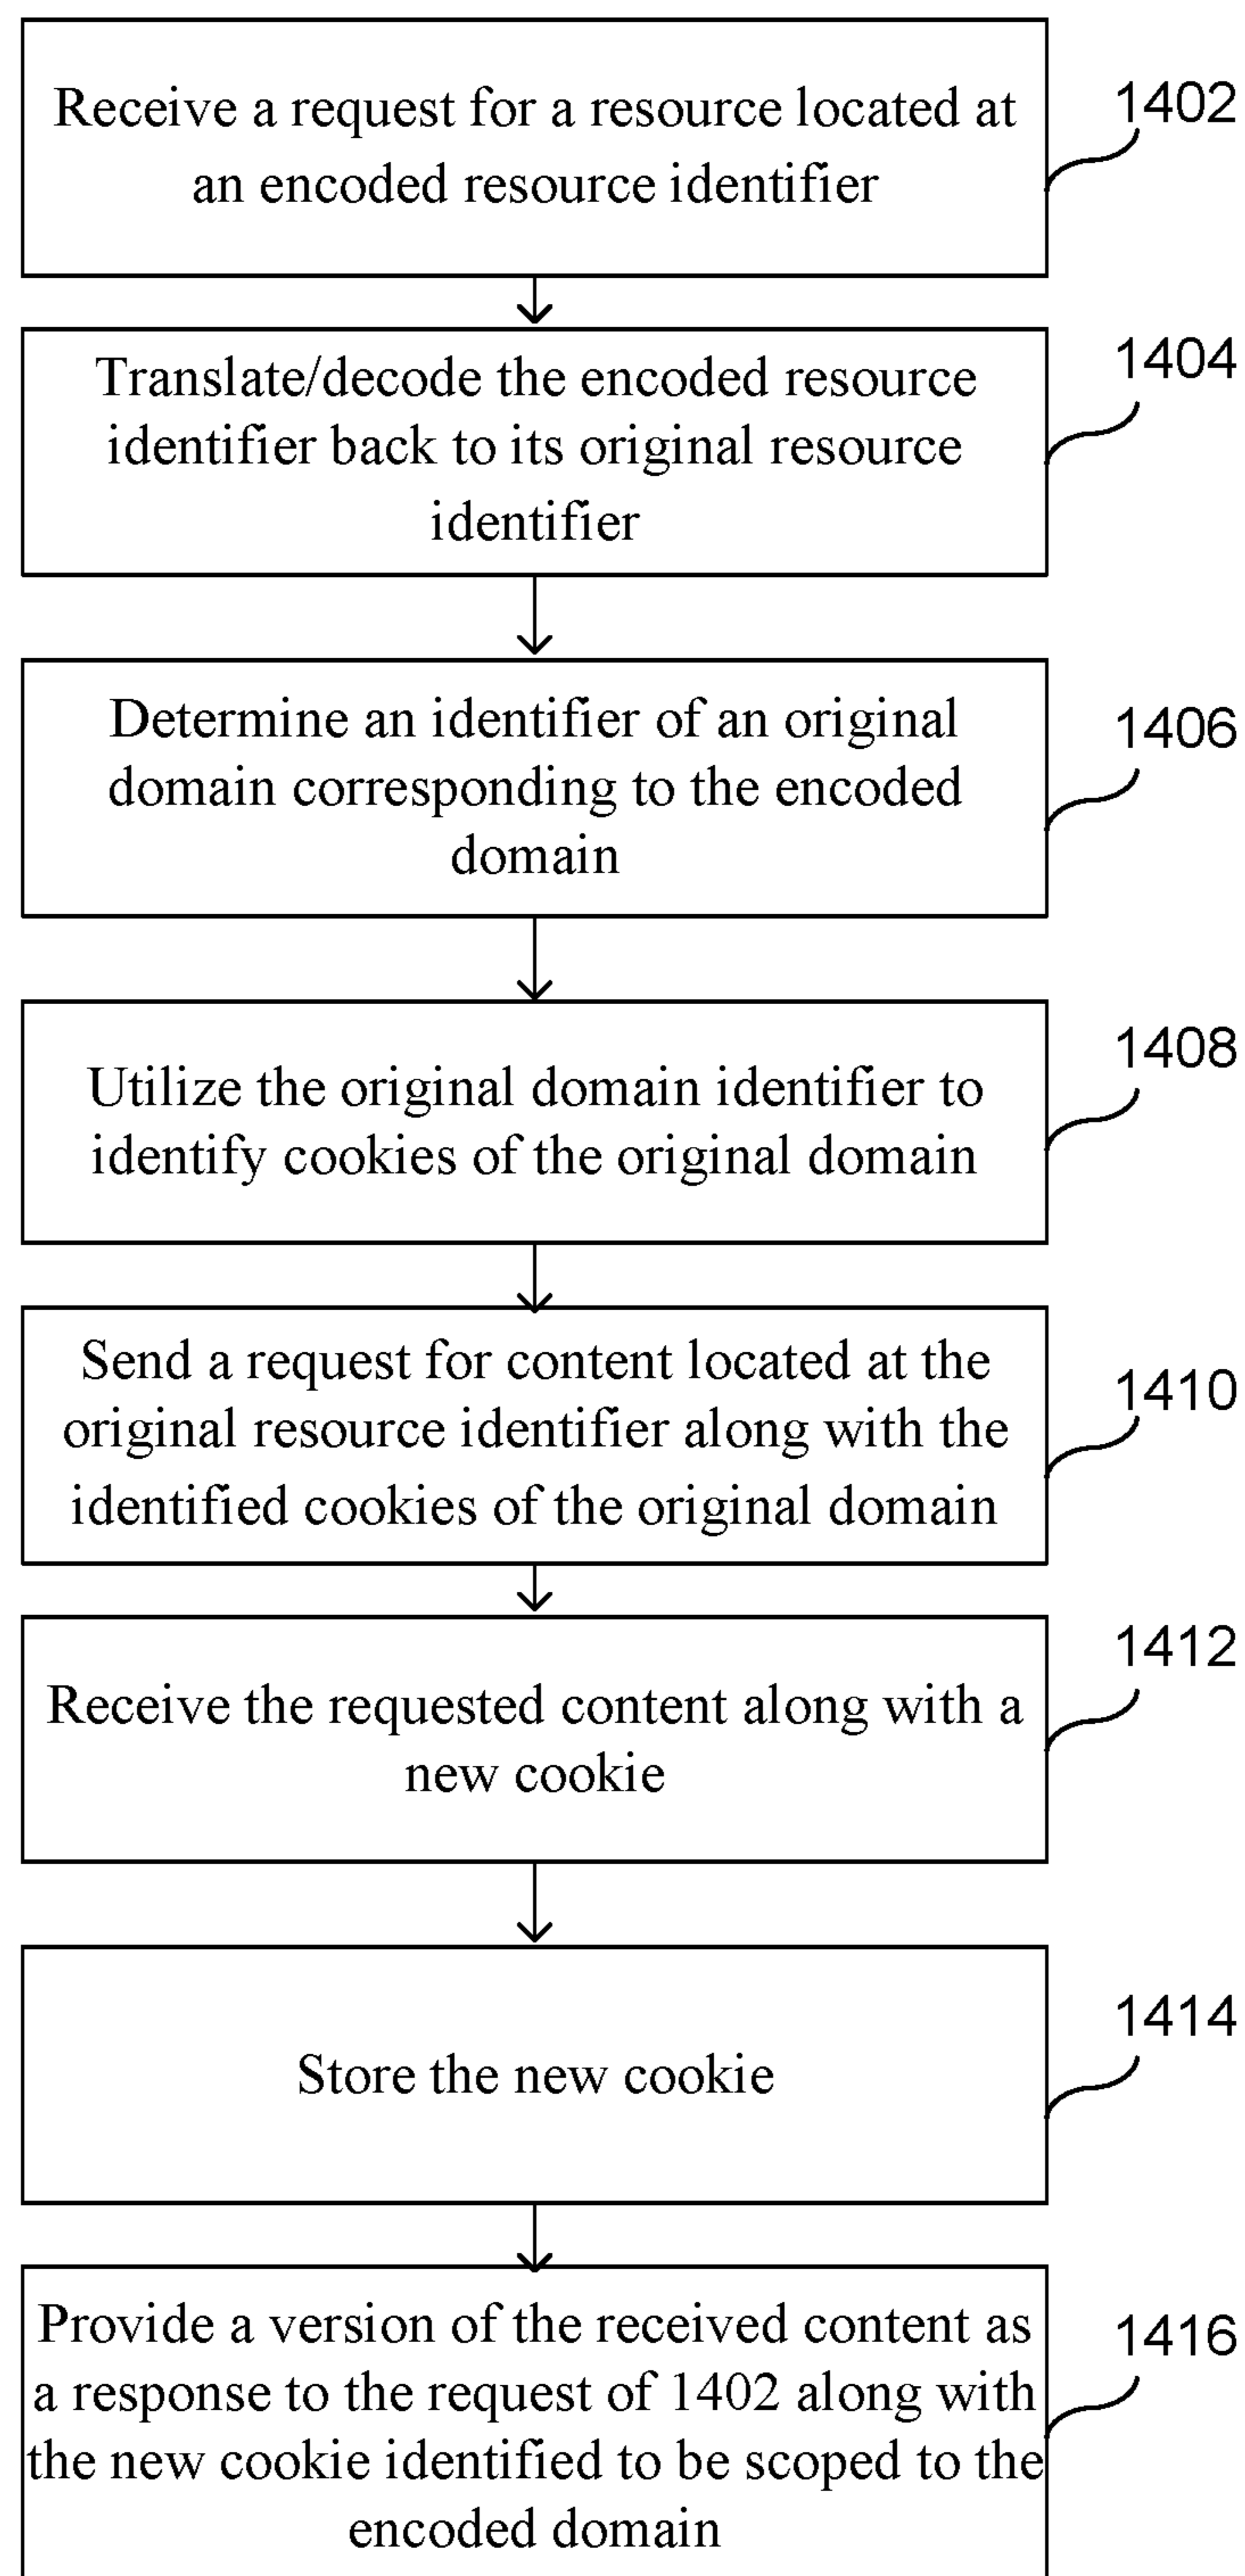 Receive a request for a resource located at
an encoded resource identifier
1402
Translate/decode the encoded resource
identifier back to its original resource
identifier
1404
Determine an identifier of an original
domain corresponding to the encoded
domain
1406
Utilize the original domain identifier to
identify cookies of the original domain
1408
Send a request for content located at the
original resource identifier along with the
identified cookies of the original domain
1410
Receive the requested content along with a
new cookie
1412
Store the new cookie
1414
Provide a version of the received content as
a response to the request of 1402 along with
the new cookie identified to be scoped to the
encoded domain
1416